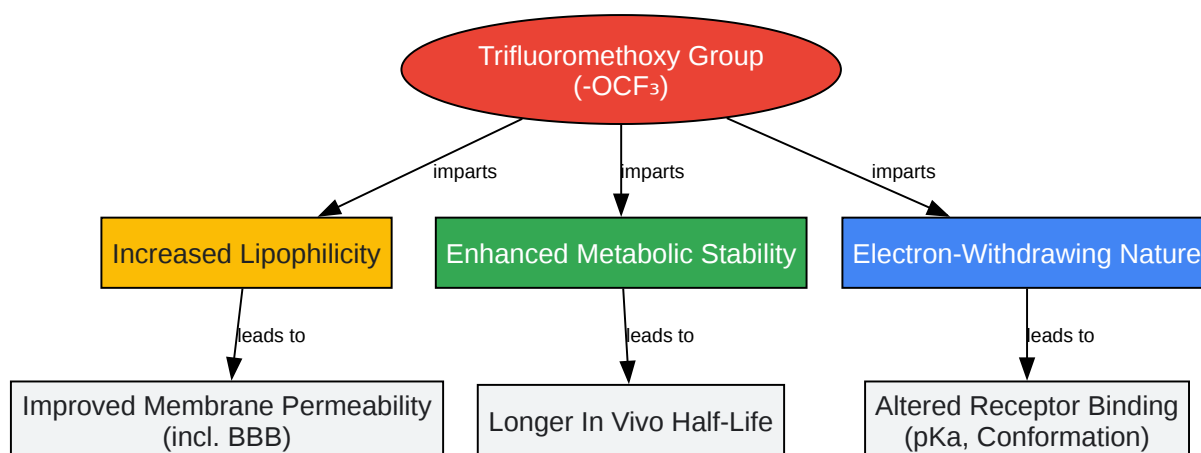 Trifluoromethoxy Group
(-OCF₃)
imparts
imparts
imparts
Increased Lipophilicity
Enhanced Metabolic Stability
Electron-Withdrawing Nature
leads to
leads to
leads to
Improved Membrane Permeability
(incl. BBB)
Longer In Vivo Half-Life
Altered Receptor Binding
(pKa, Conformation)